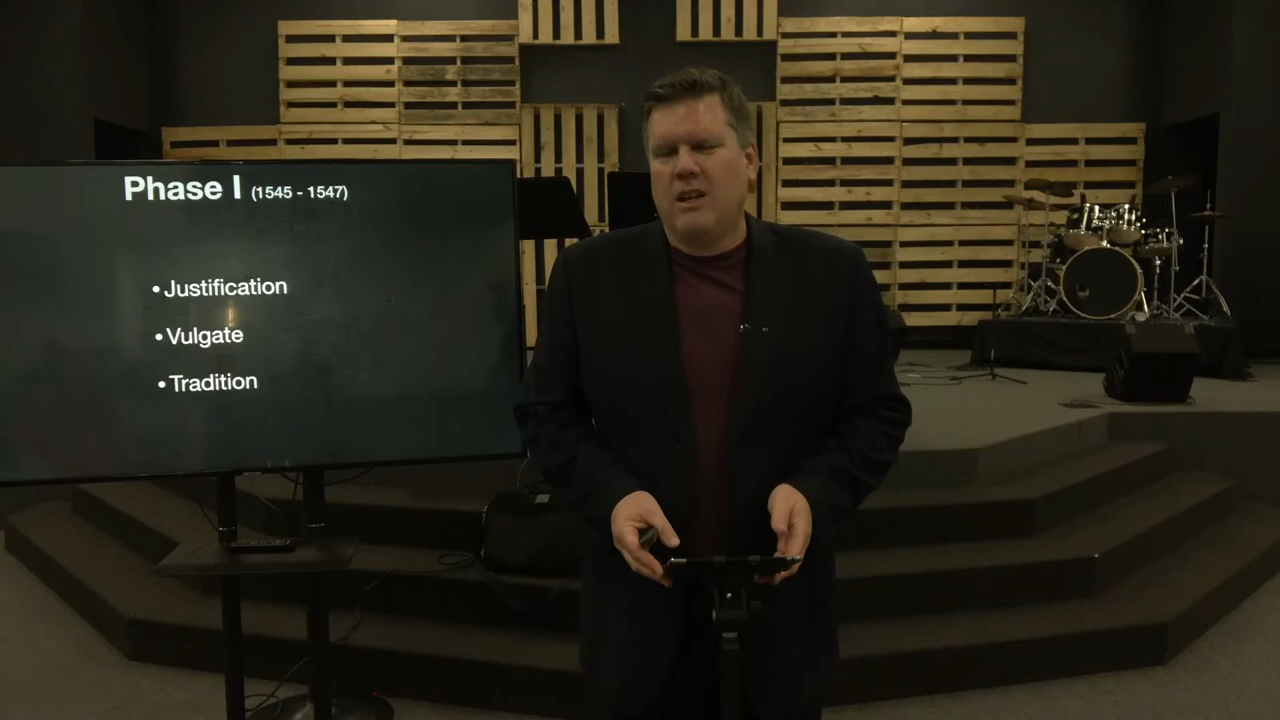 Phase I (1545 - 1547)
• Justification
• Vulgate
• Tradition